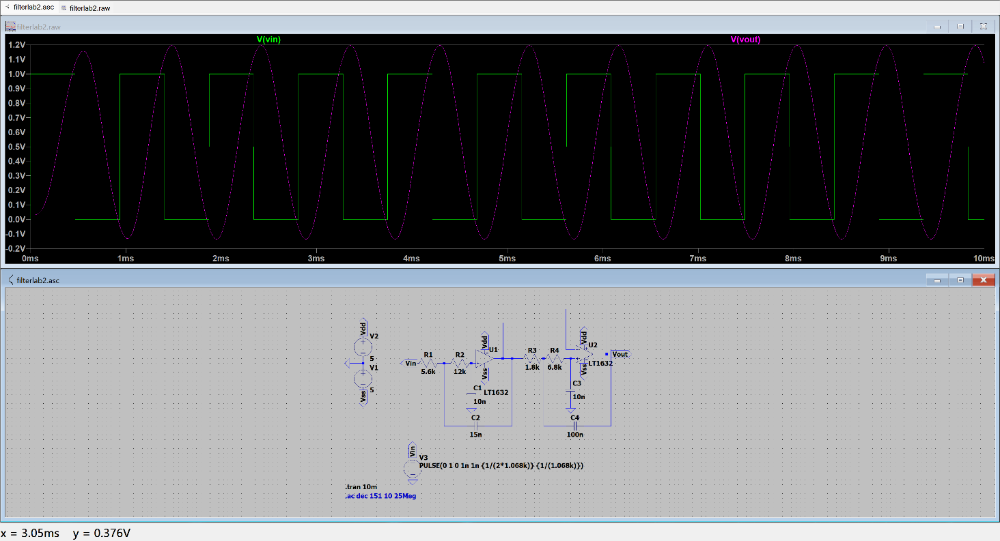 filterlab2.asc
filterlab2.raw
filterlab2.raw
V(vin)
V(vout)
1.2V
1.1V
1.0V
0.9V
0.8V
0.7V
0.6V
0.5V
0.4V
0.3V
0.2V
0.1V
0.0V
-0.1V
-0.2V
0ms
1ms
2ms
3ms
4ms
5ms
6ms
7ms
8ms
9ms
10ms
filterlab2.asc
Vdd
V2
5
V1
5
Vss
Vin
R1
5.6k
R2
12k
Vdd
U1
Vss
LT1632
C1
10n
C2
15n
R3
1.8k
R4
6.8k
Vdd
U2
LT1632
Vss
Vout
C3
10n
C4
100n
Vin
V3
PULSE(0 1 0 1n 1n {1/(2*1.068k)} {1/(1.068k)})
.tran 10m
.ac dec 151 10 25Meg
x = 3.05ms y = 0.376V